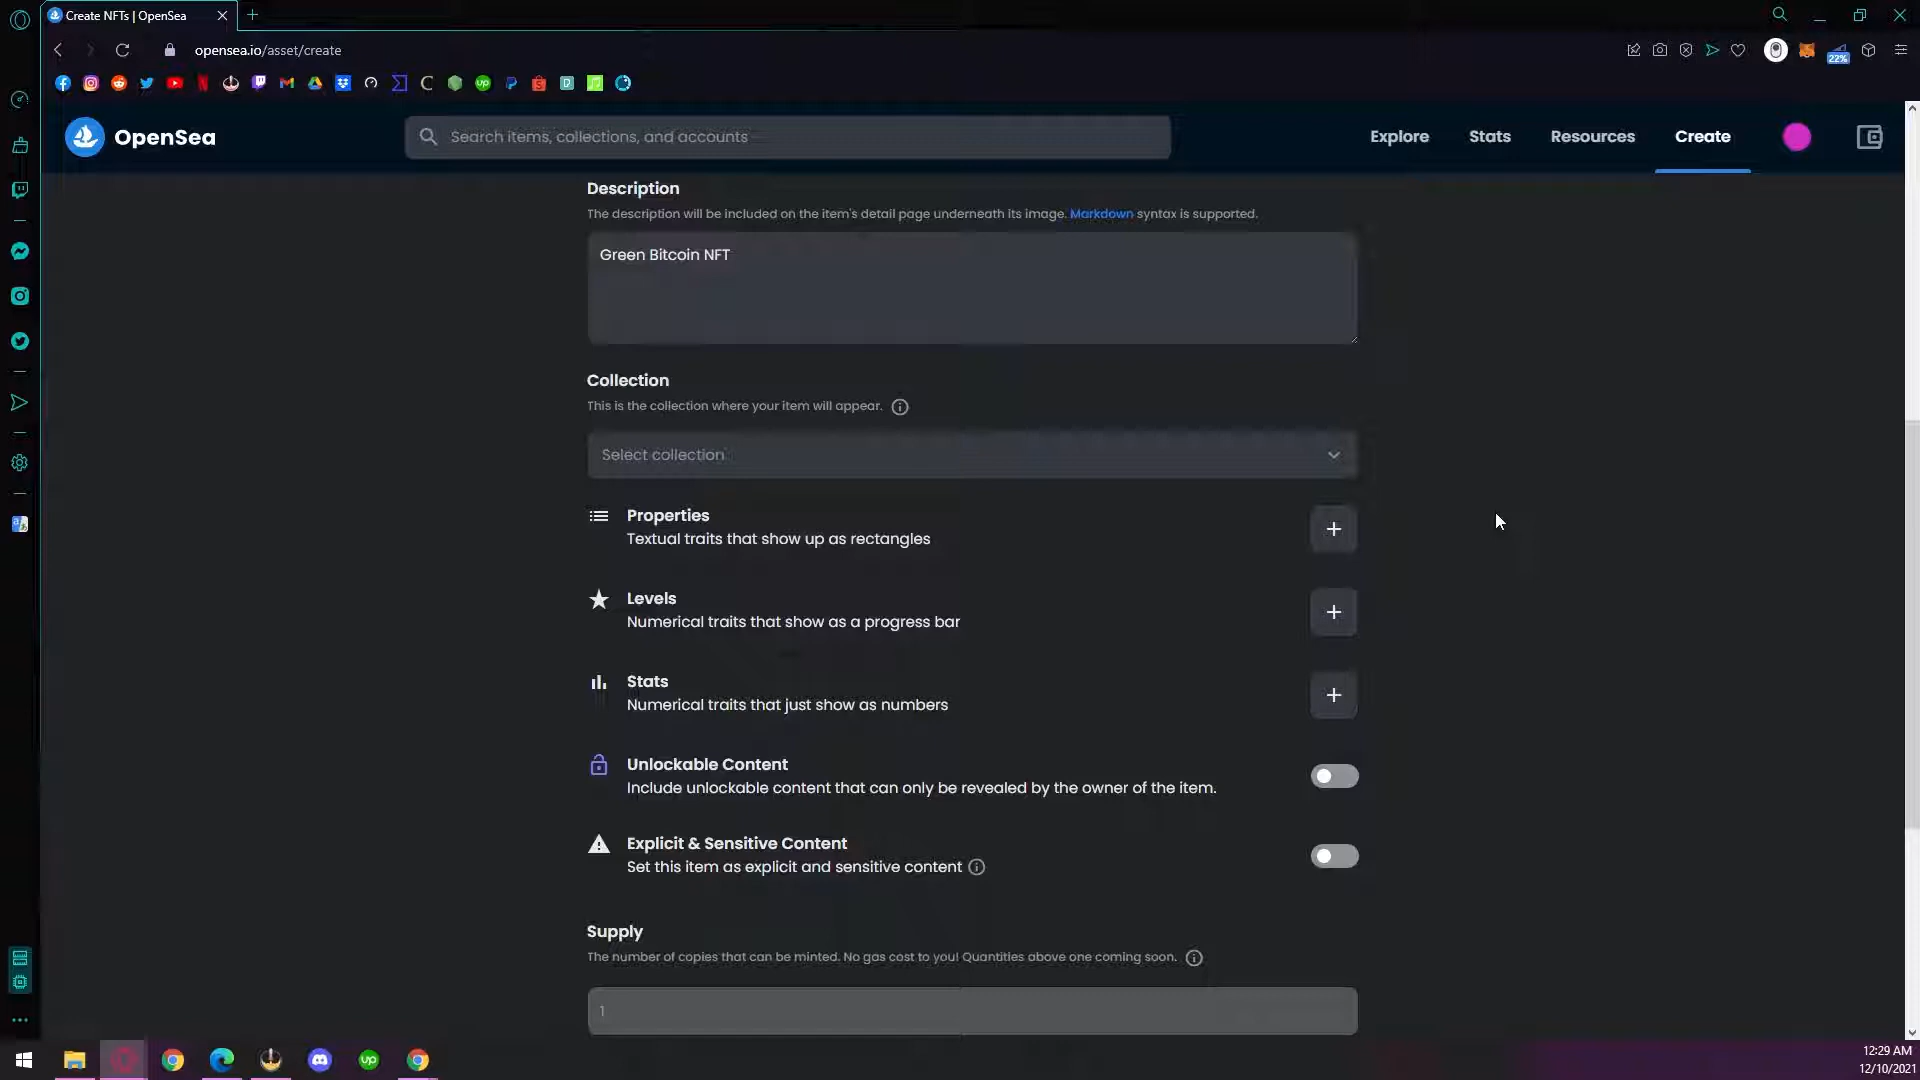 Create NFTs | OpenSea
opensea.io/asset/create
22%
OpenSea
Search items, collections, and accounts
Explore
Stats
Resources
Create
Description
The description will be included on the item's detail page underneath its image. Markdown syntax is supported.
Green Bitcoin NFT
Collection
This is the collection where your item will appear.
Select collection
Properties
Textual traits that show up as rectangles
Levels
Numerical traits that show as a progress bar
Stats
Numerical traits that just show as numbers
Unlockable Content
Include unlockable content that can only be revealed by the owner of the item.
Explicit & Sensitive Content
Set this item as explicit and sensitive content
Supply
The number of copies that can be minted. No gas cost to you! Quantities above one coming soon.
1
12:29 AM
12/10/2021